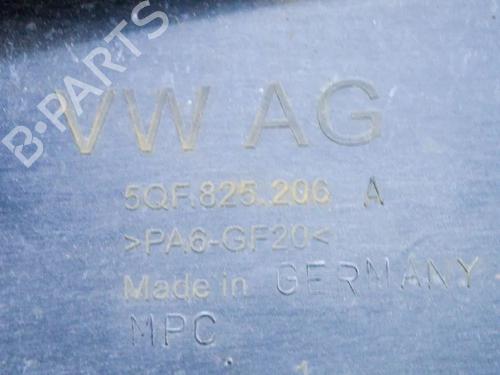 B-PARTS
VW AG
5QF.825.206 A
>PA6-GF20<
Made in GERMANY
MPC